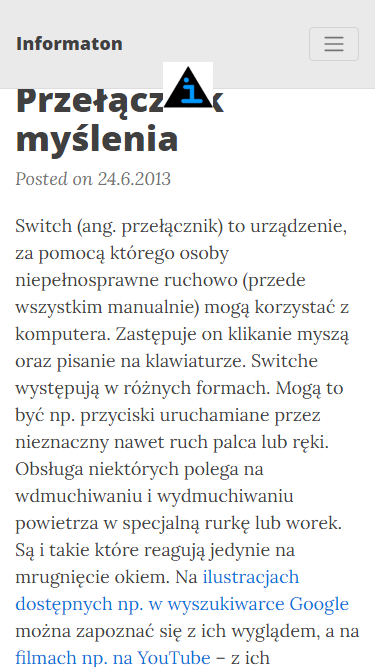 Informaton
i
myślenia
Posted on 24.6.2013
Switch (ang. przełącznik) to urządzenie,
za pomocą którego osoby
niepełnosprawne ruchowo (przede
wszystkim manualnie) mogą korzystać z
komputera. Zastępuje on klikanie myszą
oraz pisanie na klawiaturze. Switche
występują w różnych formach. Mogą to
być np. przyciski uruchamiane przez
nieznaczny nawet ruch palca lub ręki.
Obsługa niektórych polega na
wdmuchiwaniu i wydmuchiwaniu
powietrza w specjalną rurkę lub worek.
Są i takie które reagują jedynie na
mrugnięcie okiem. Na ilustracjach
dostępnych np. w wyszukiwarce Google
można zapoznać się z ich wyglądem, a na
filmach np. na YouTube – z ich